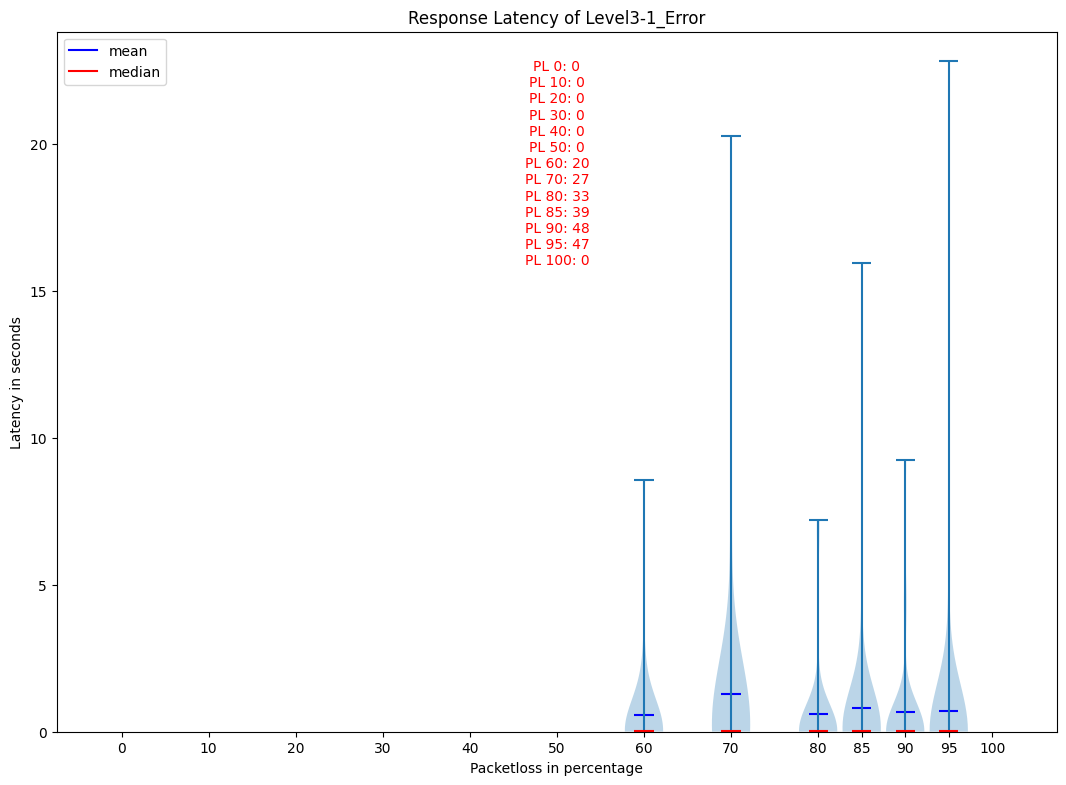 Response Latency of Level3-1_Error
mean
median
PL 0: 0
PL 10: 0
PL 20: 0
PL 30: 0
PL 40: 0
PL 50: 0
PL 60: 20
PL 70: 27
PL 80: 33
PL 85: 39
PL 90: 48
PL 95: 47
PL 100: 0
Latency in seconds
20
15
10
5
0
0 10 20 30 40 50 60 70 80 85 90 95 100
Packetloss in percentage